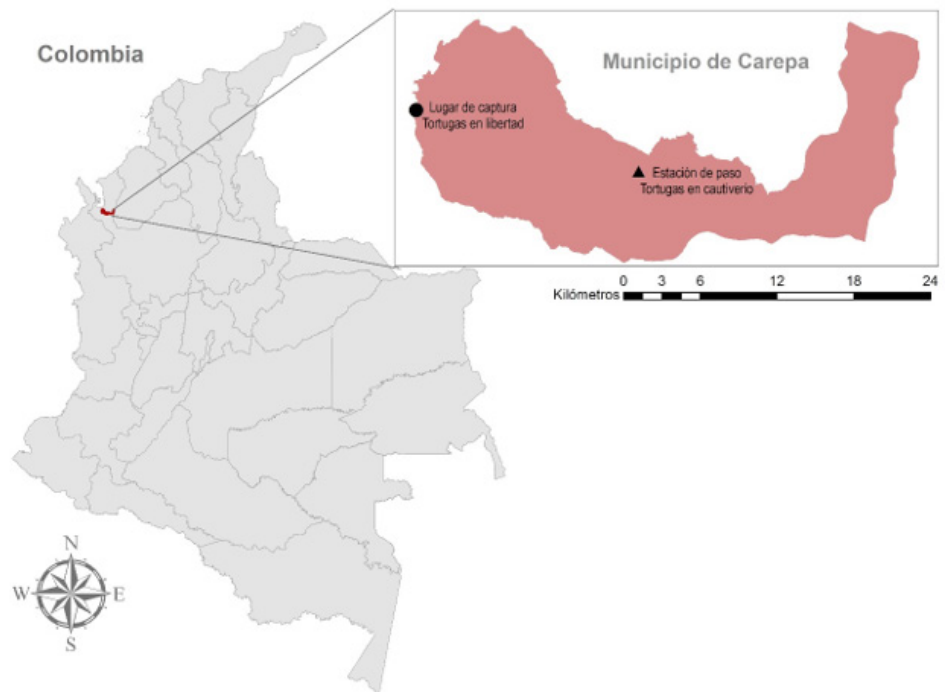 Colombia
Municipio de Carepa
Lugar de captura
Tortugas en libertad
Estación de paso
Tortugas en cautiverio
Kilómetros 0 3 6 12 18 24
N
W E
S